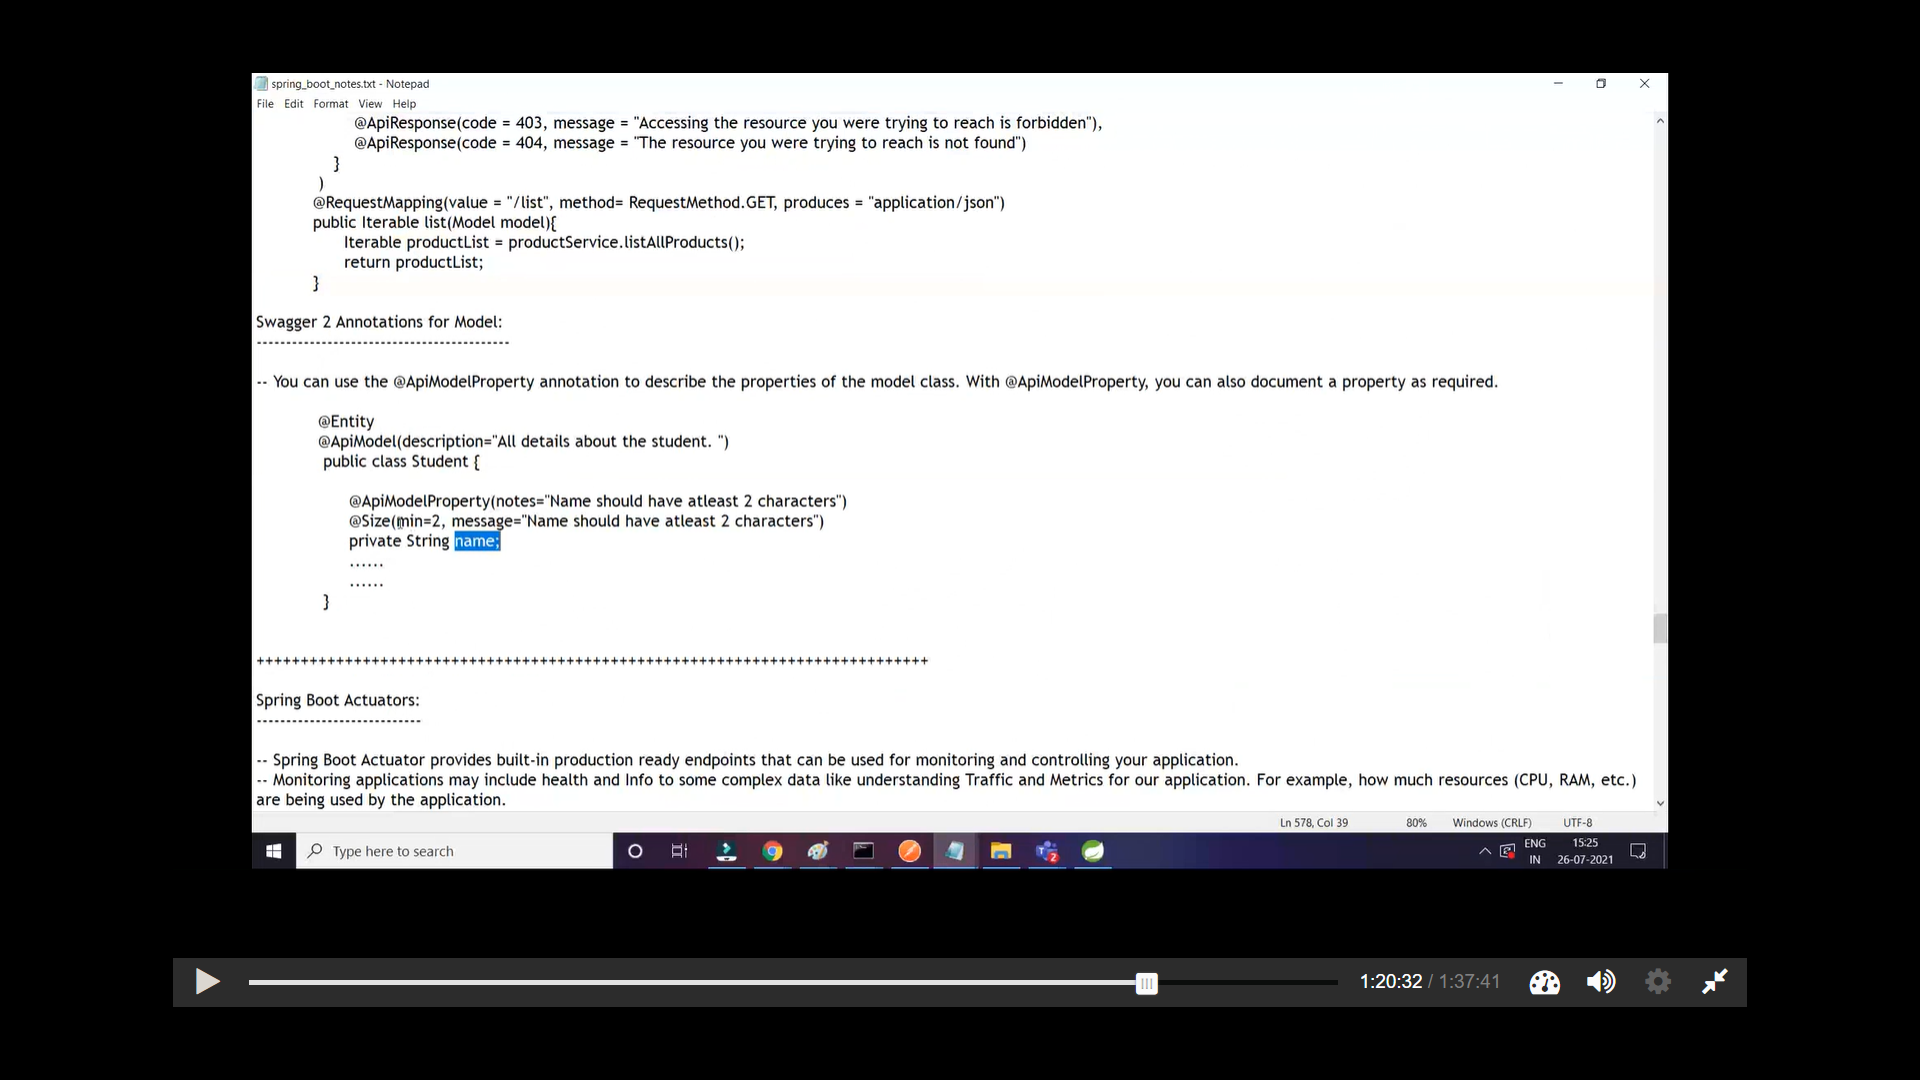 spring_boot_notes.txt - Notepad
File Edit Format View Help
@ApiResponse(code = 403, message = "Accessing the resource you were trying to reach is forbidden"),
@ApiResponse(code = 404, message = "The resource you were trying to reach is not found")
}
)
@RequestMapping(value = "/list", method= RequestMethod.GET, produces = "application/json")
public Iterable list(Model model){
Iterable productList = productService.listAllProducts();
return productList;
}
Swagger 2 Annotations for Model:
-------------------------------------------
-- You can use the @ApiModelProperty annotation to describe the properties of the model class. With @ApiModelProperty, you can also document a property as required.
@Entity
@ApiModel(description="All details about the student. ")
public class Student {
@ApiModelProperty(notes="Name should have atleast 2 characters")
@Size(min=2, message="Name should have atleast 2 characters")
private String name;
......
......
}
++++++++++++++++++++++++++++++++++++++++++++++++++++++++++++++++++++++++++++
Spring Boot Actuators:
----------------------------
-- Spring Boot Actuator provides built-in production ready endpoints that can be used for monitoring and controlling your application.
-- Monitoring applications may include health and Info to some complex data like understanding Traffic and Metrics for our application. For example, how much resources (CPU, RAM, etc.)
are being used by the application.
Ln 578, Col 39 80% Windows (CRLF) UTF-8
Type here to search
2
ENG
IN
15:25
26-07-2021
1:20:32 / 1:37:41